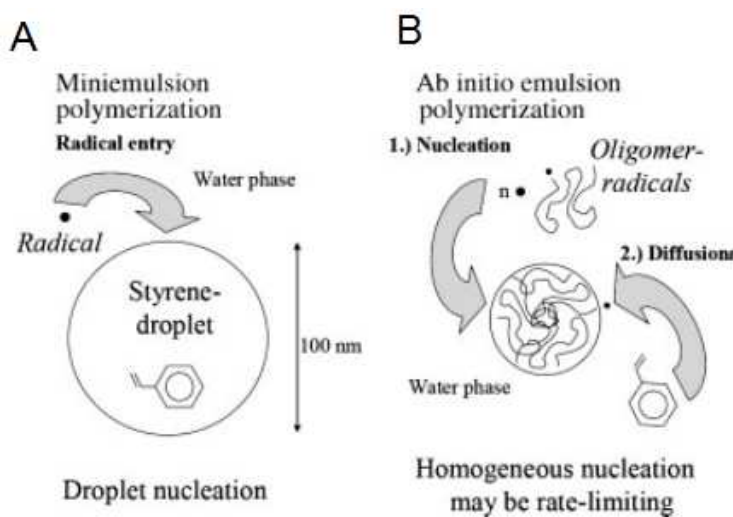 A
Miniemulsion
polymerization
Radical entry
Water phase
Radical
Styrene-
droplet
100 nm
Droplet nucleation
B
Ab initio emulsion
polymerization
1.) Nucleation
Oligomer-
radicals
n
2.) Diffusiona
Water phase
Homogeneous nucleation
may be rate-limiting